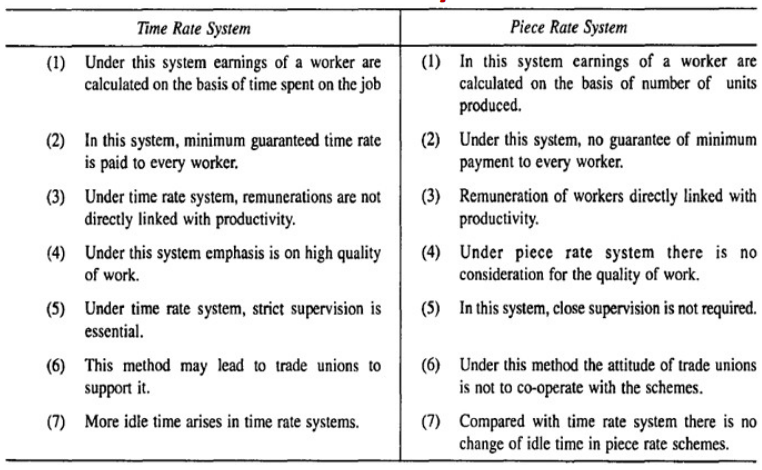 Time Rate System
Piece Rate System
(1) Under this system earnings of a worker are
calculated on the basis of time spent on the job
(1) In this system earnings of a worker are
calculated on the basis of number of units
produced.
(2) In this system, minimum guaranteed time rate
is paid to every worker.
(2) Under this system, no guarantee of minimum
payment to every worker.
(3) Under time rate system, remunerations are not
directly linked with productivity.
(3) Remuneration of workers directly linked with
productivity.
(4) Under this system emphasis is on high quality
of work.
(4) Under piece rate system there is no
consideration for the quality of work.
(5) Under time rate system, strict supervision is
essential.
(5) In this system, close supervision is not required.
(6) This method may lead to trade unions to
support it.
(6) Under this method the attitude of trade unions
is not to co-operate with the schemes.
(7) More idle time arises in time rate systems.
(7) Compared with time rate system there is no
change of idle time in piece rate schemes.